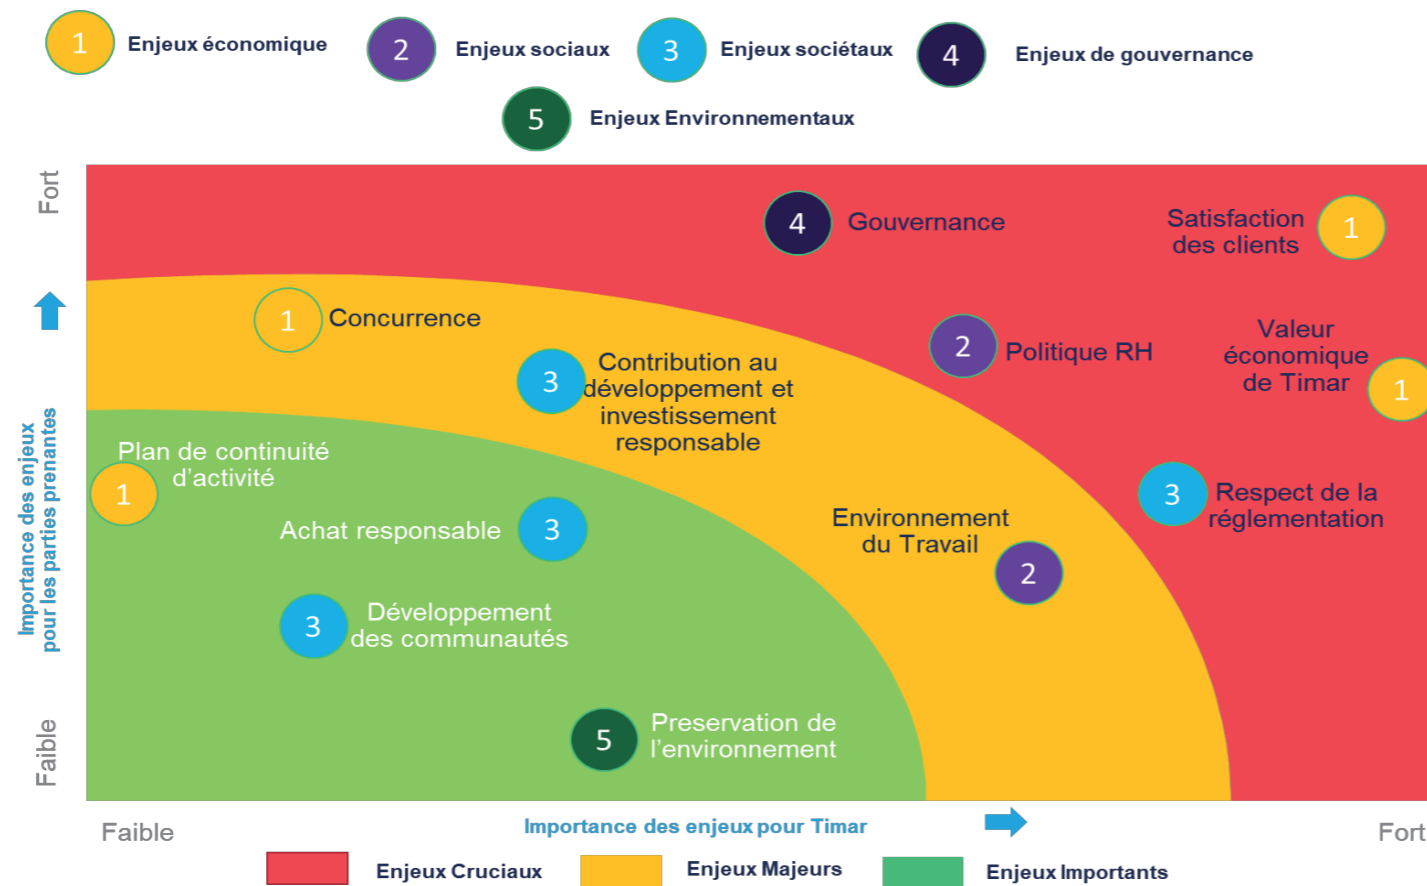 1 Enjeux économique
2 Enjeux sociaux
3 Enjeux sociétaux
4 Enjeux de gouvernance
5 Enjeux Environnementaux
Fort
4 Gouvernance
Satisfaction
des clients
1
1 Concurrence
3
Contribution au
développement et
investissement
responsable
2 Politique RH
Valeur
économique
de Timar
1
Importance des enjeux
pour les parties prenantes
Plan de continuité
d'activité
1
Achat responsable
3
3
Développement
des communautés
Environnement
du Travail
2
3
Respect de la
réglementation
5
Preservation de
l'environnement
Faible
Faible
Importance des enjeux pour Timar
Fort
Enjeux Cruciaux
Enjeux Majeurs
Enjeux Importants